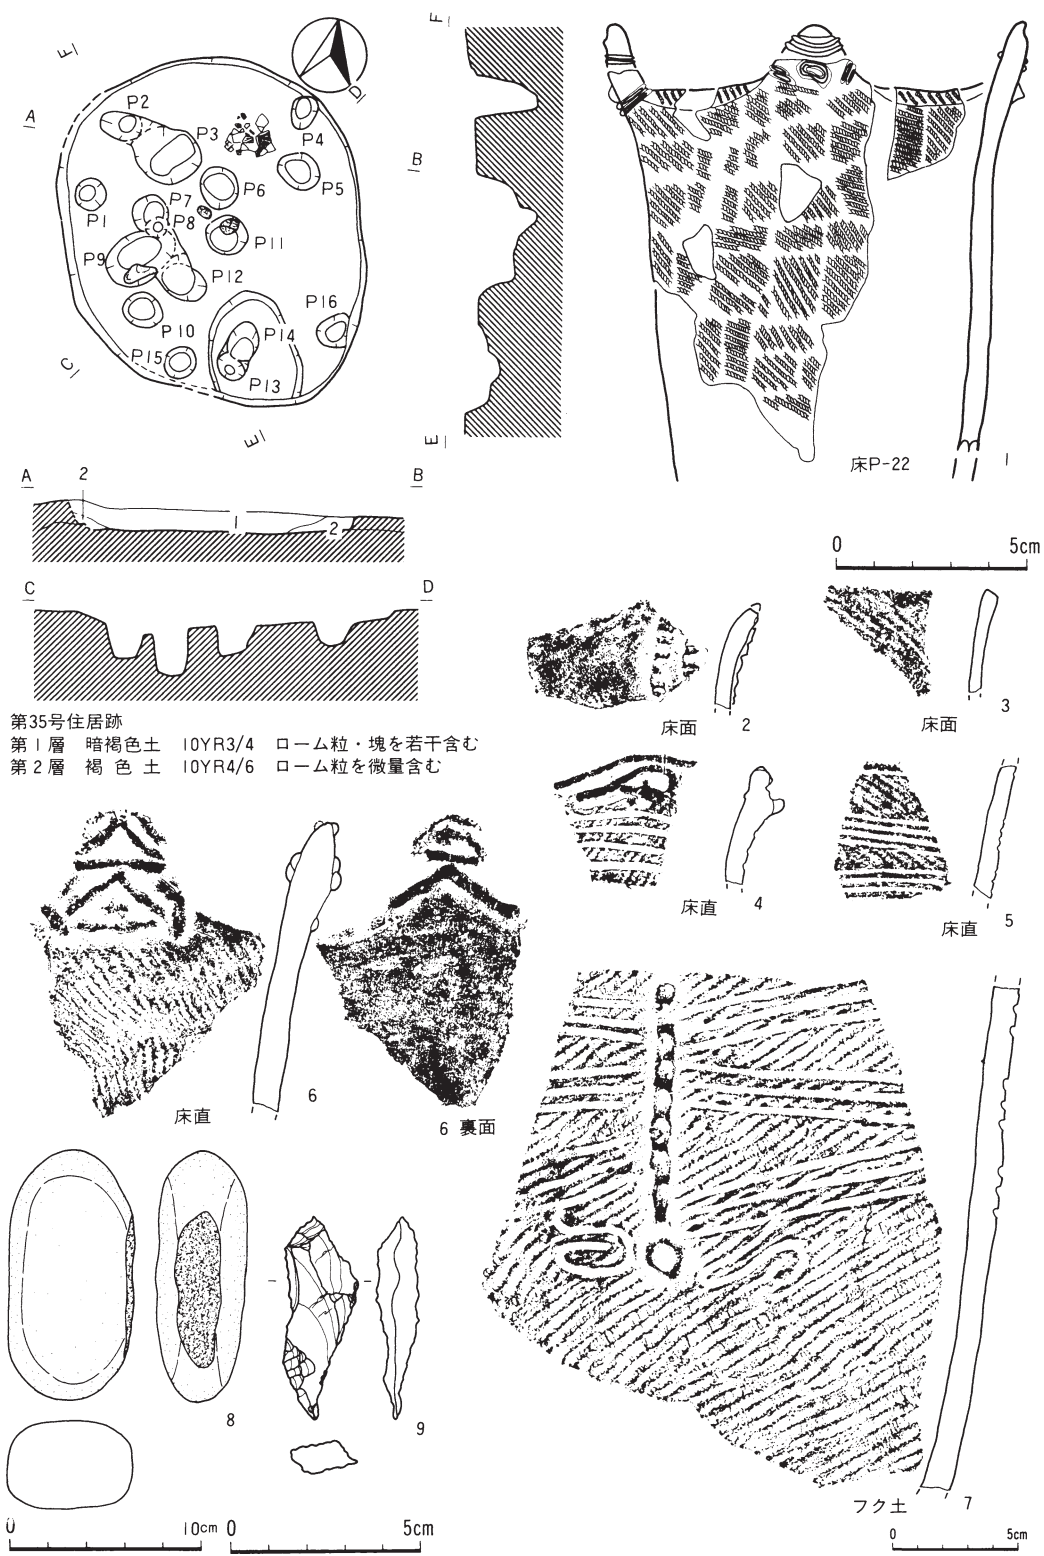 F
A
P2
P3
P4
D
B
P5
P6
P1
P7
P8
P11
P9
P12
P10
P16
P14
P15
P13
C
E
F
E
床P-22
1
A
2
B
1
2
C
D
0 5cm
第35号住居跡
第1層 暗褐色土 10YR3/4 ローム粒・塊を若干含む
第2層 褐色土 10YR4/6 ローム粒を微量含む
床面 2
床面 3
床直 4
床直 5
床直 6
6 裏面
8
9
フク土 7
0 10cm
0 5cm
0 5cm